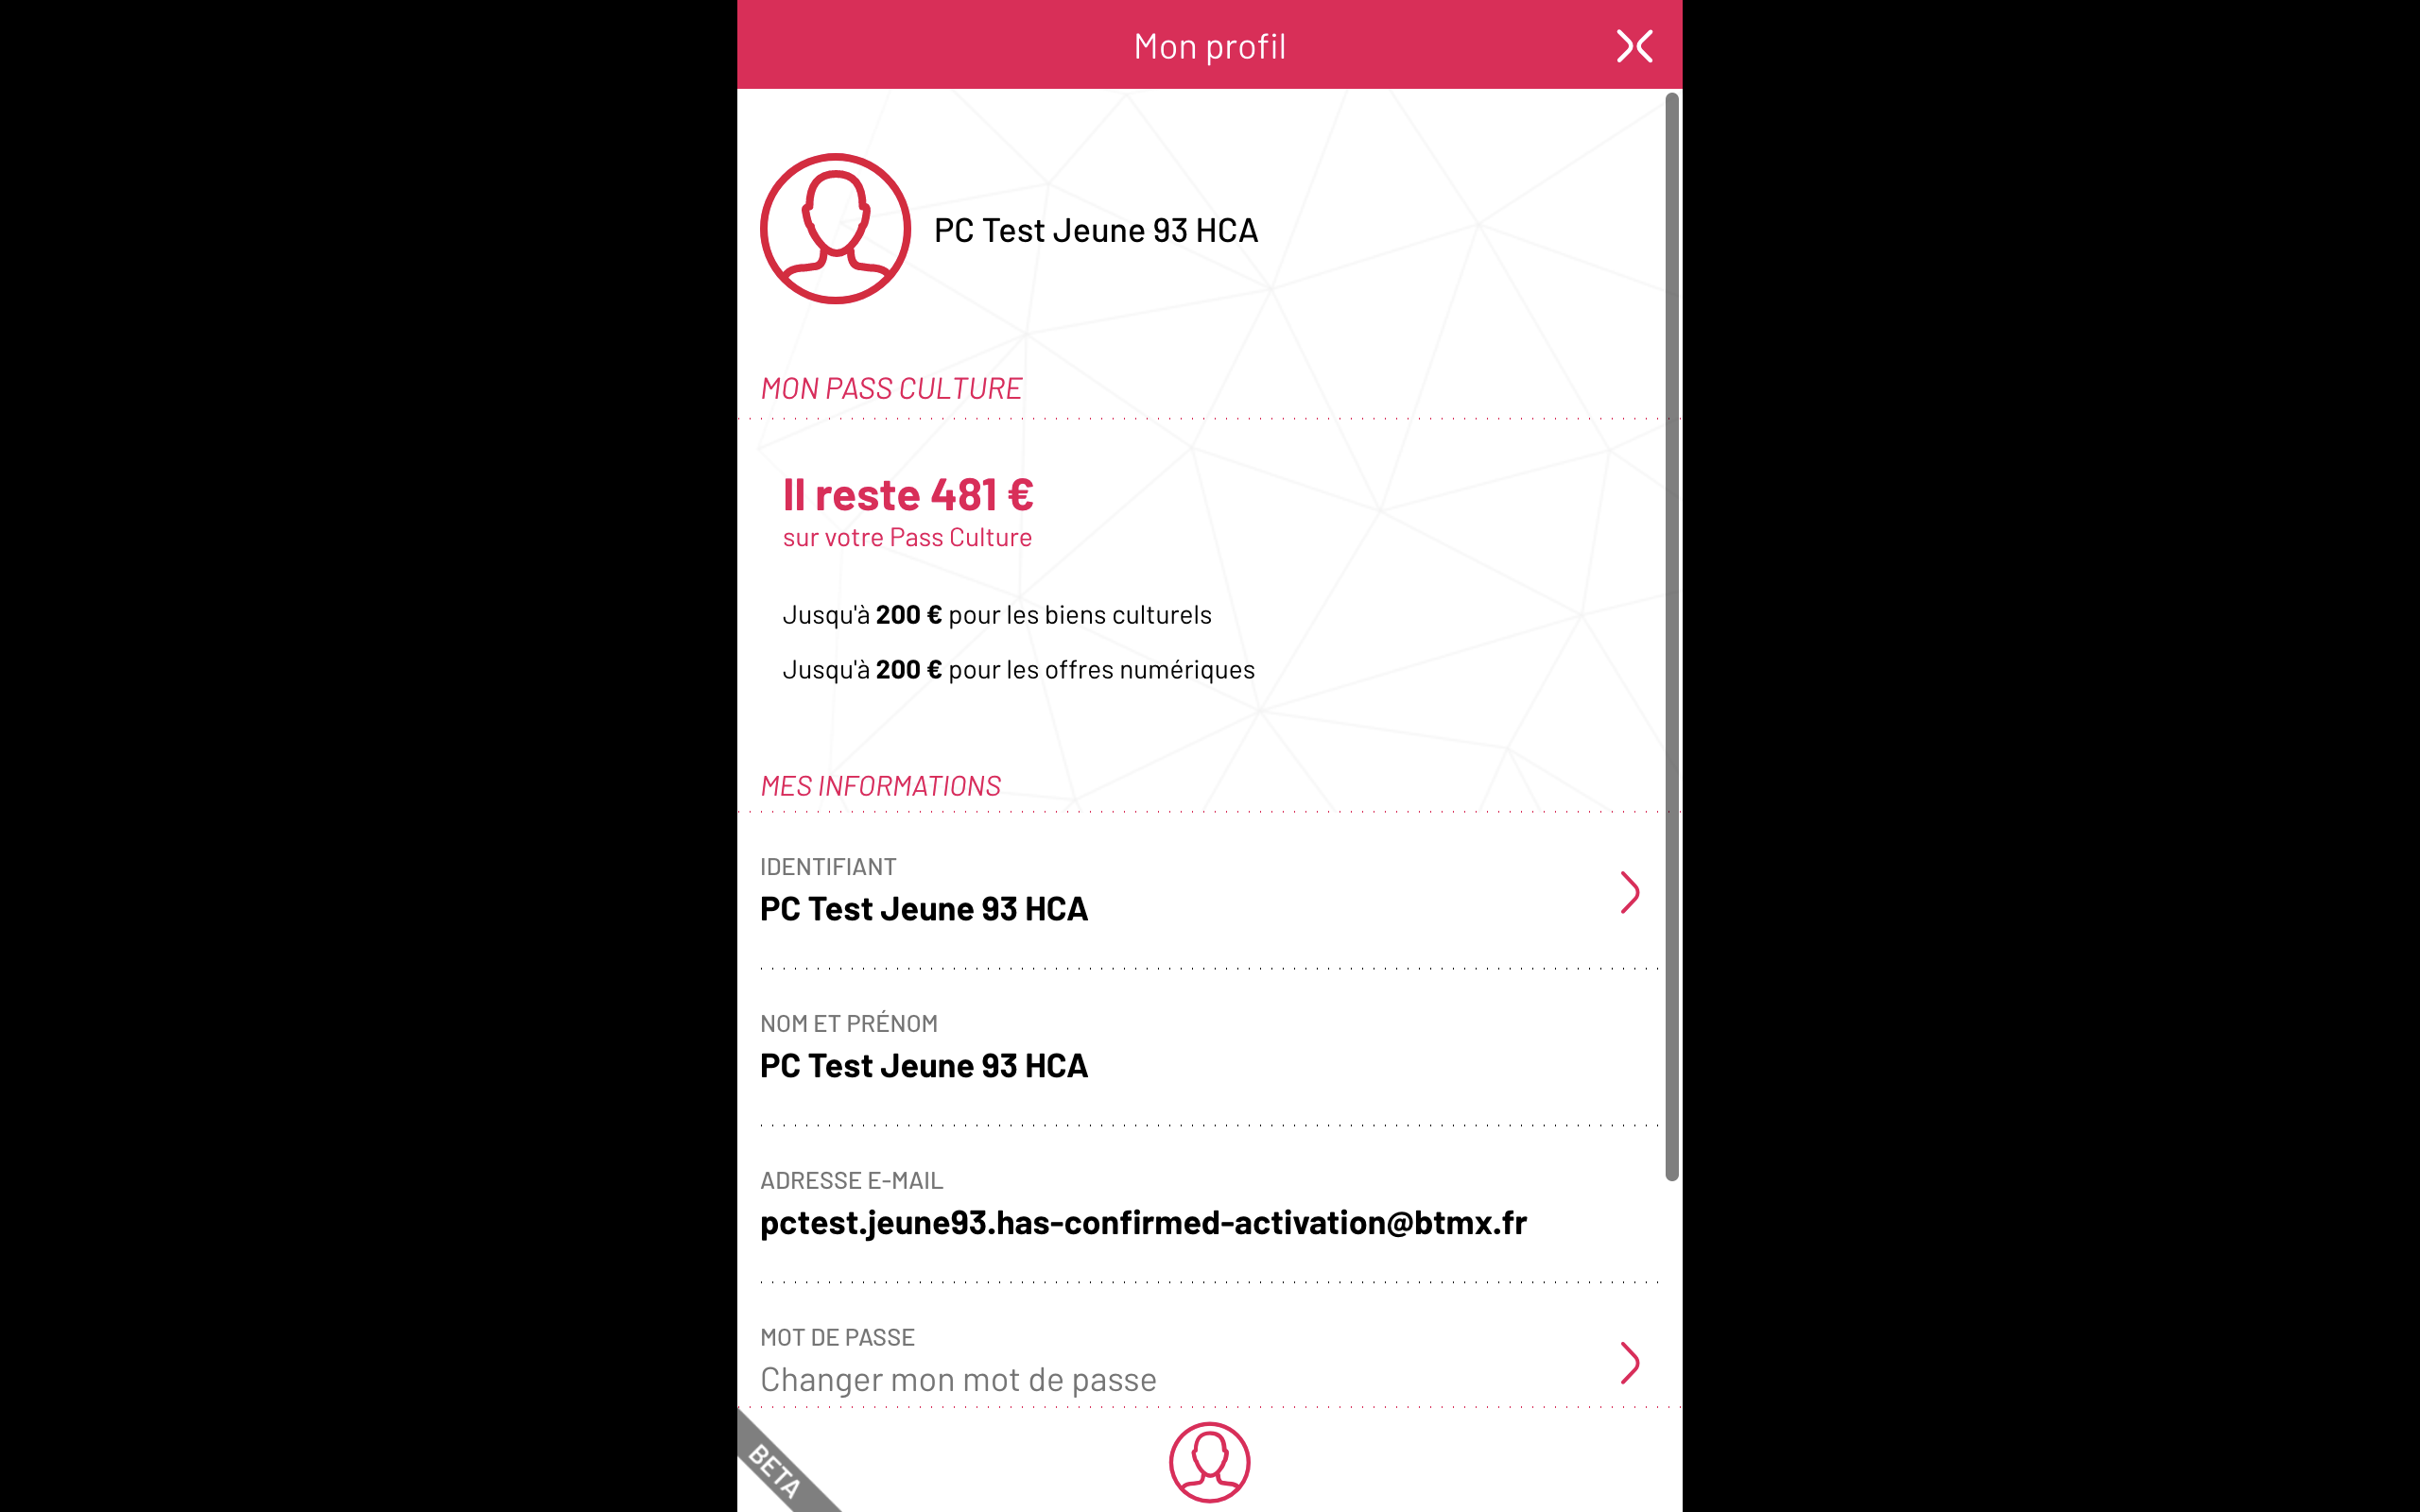 Mon profil
PC Test Jeune 93 HCA
MON PASS CULTURE
Il reste 481 €
sur votre Pass Culture
Jusqu'à 200 € pour les biens culturels
Jusqu'à 200 € pour les offres numériques
MES INFORMATIONS
IDENTIFIANT
PC Test Jeune 93 HCA
NOM ET PRÉNOM
PC Test Jeune 93 HCA
ADRESSE E-MAIL
pctest.jeune93.has-confirmed-activation@btmx.fr
MOT DE PASSE
Changer mon mot de passe
BETA